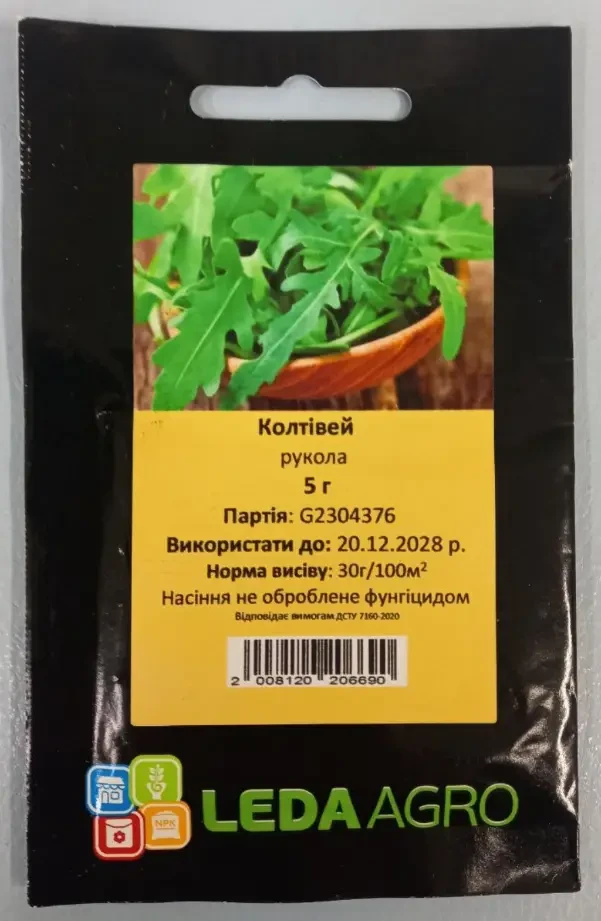 Колтівей
рукола
5 г
Партія: G2304376
Використати до: 20.12.2028 р.
Норма висіву: 30г/100м²
Насіння не оброблене фунгіцидом
Відповідає вимогам ДСТУ 7160-2020
2 008120 206690
NPK
LEDA AGRO